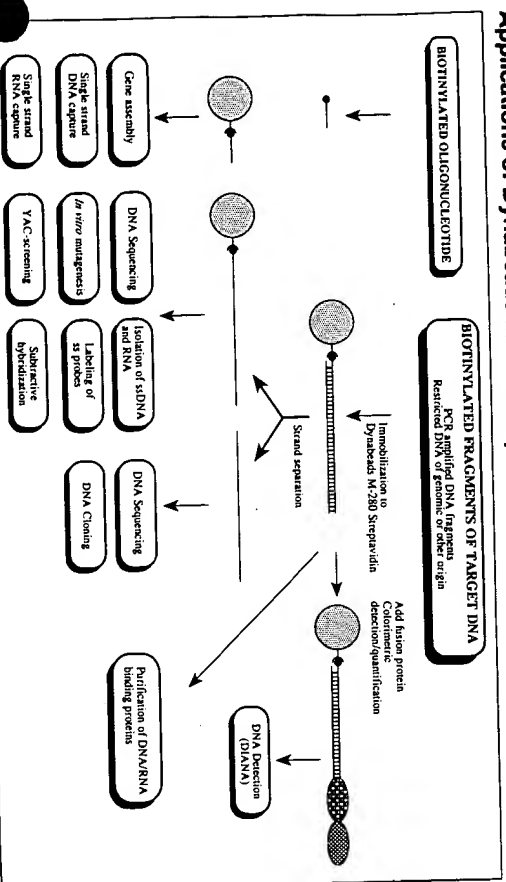 Applications of
BIOTINYLATED OLIGONUCLEOTIDE
BIOTINYLATED FRAGMENTS OF TARGET DNA
PCR amplified DNA fragments
Restricted DNA of genomic or other origin
Immobilization to
Dynabeads M-280 Streptavidin
Add fusion protein
Colorimetric
detection/quantification
Strand separation
Gene assembly
Single strand
DNA capture
Single strand
RNA capture
DNA Sequencing
In vitro mutagenesis
YAC-screening
Isolation of ssDNA
and RNA
Labeling of
ss probes
Subtractive
hybridization
DNA Sequencing
DNA Cloning
DNA Detection
(DIANA)
Purification of DNA/RNA
binding proteins